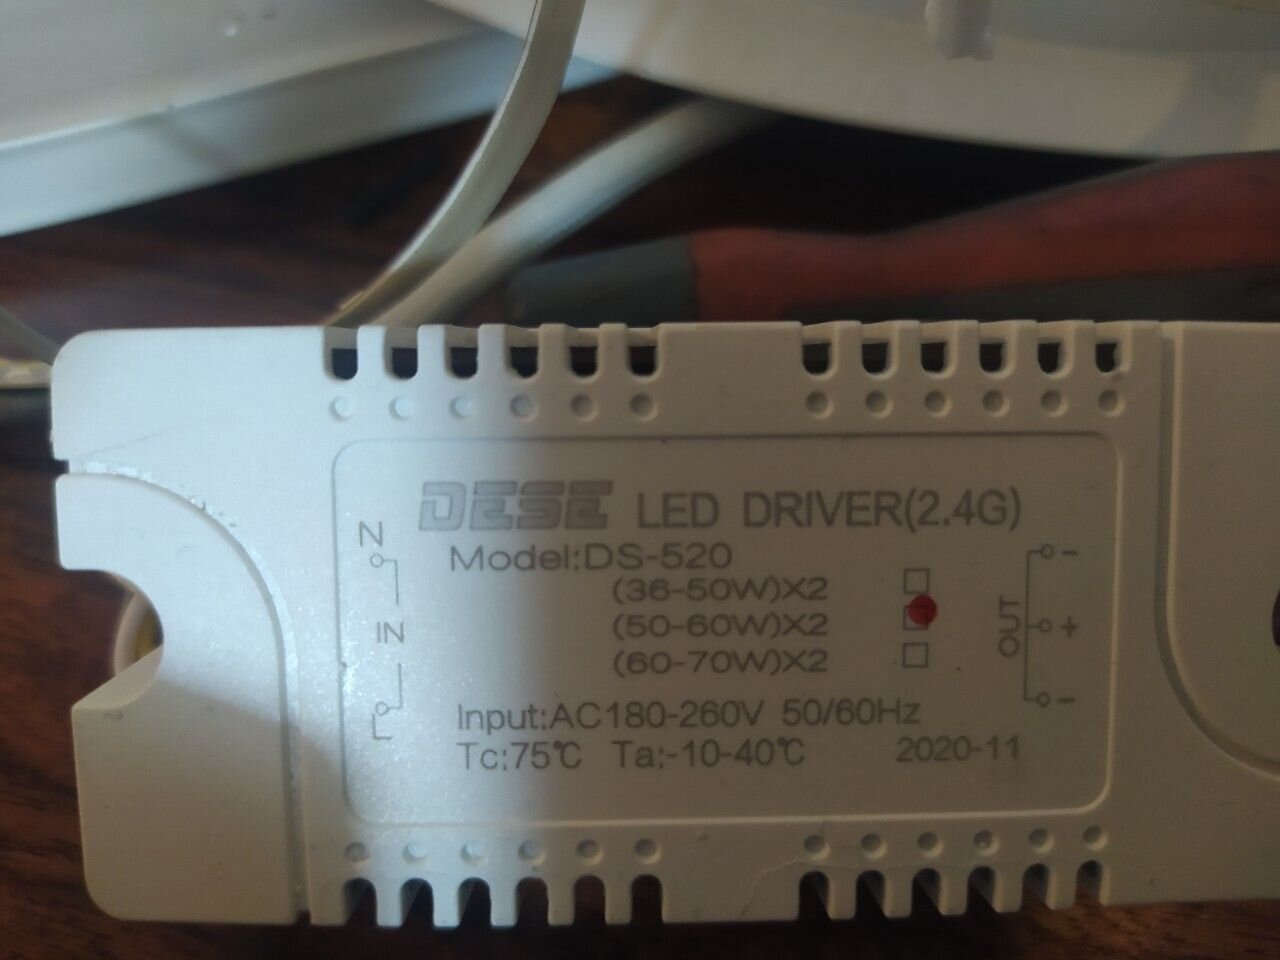 DESE LED DRIVER(2.4G)
Model:DS-520
(36-50W)X2
(50-60W)X2
(60-70W)X2
Input:AC180-260V 50/60Hz
Tc:75℃ Ta:-10-40℃ 2020-11
N
IN
L
OUT
-
+
-